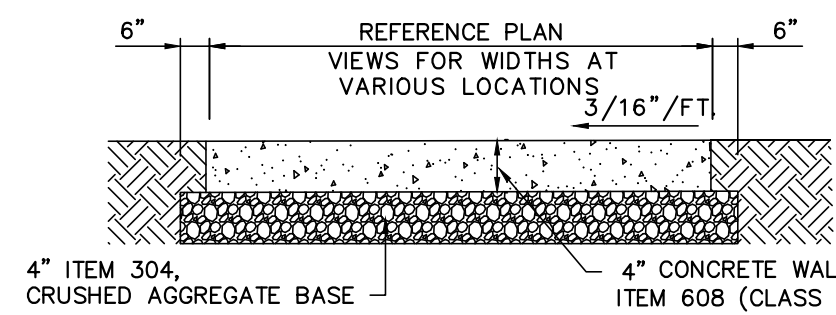 6" REFERENCE PLAN 6"
VIEWS FOR WIDTHS AT
VARIOUS LOCATIONS
3/16"/FT.
4" ITEM 304,
CRUSHED AGGREGATE BASE
4" CONCRETE
ITEM 608 (CLASS